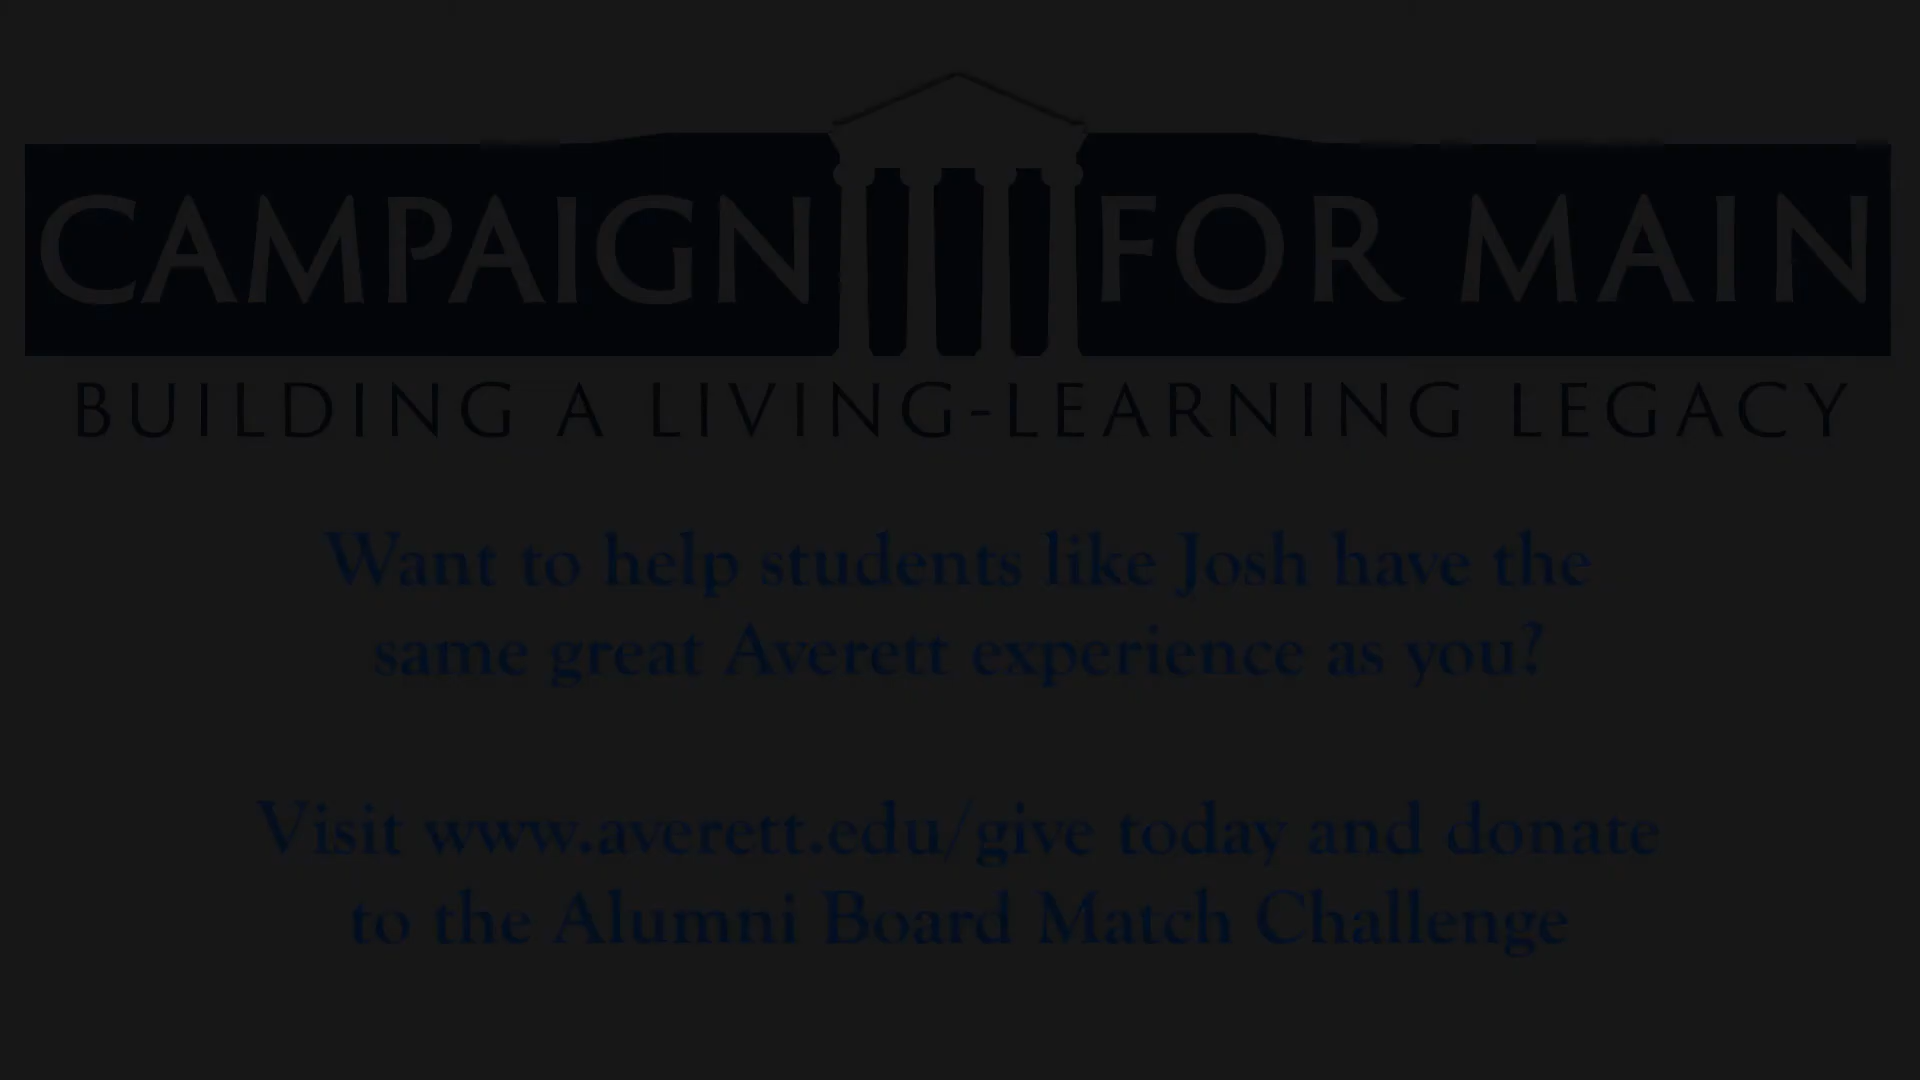 CAMPAIGN FOR MAIN
BUILDING A LIVING-LEARNING LEGACY
Want to help students like Josh have the
same great Averett experience as you?
Visit www.averett.edu/give today and donate
to the Alumni Board Match Challenge